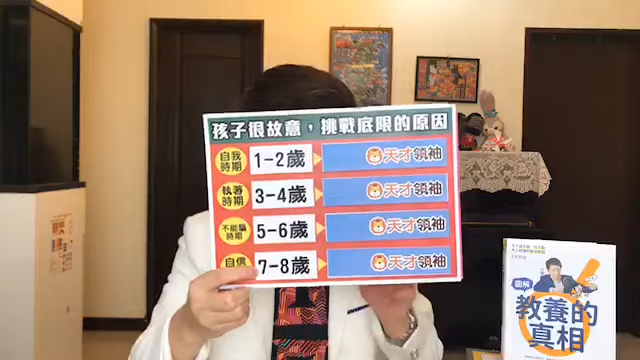 孩子很故意，挑戰底限的原因
自我
時期
1-2歲
天才領袖
執著
時期
3-4歲
天才領袖
不能騙
時期
5-6歲
天才領袖
自信
7-8歲
天才領袖
圖解
教養的
真相